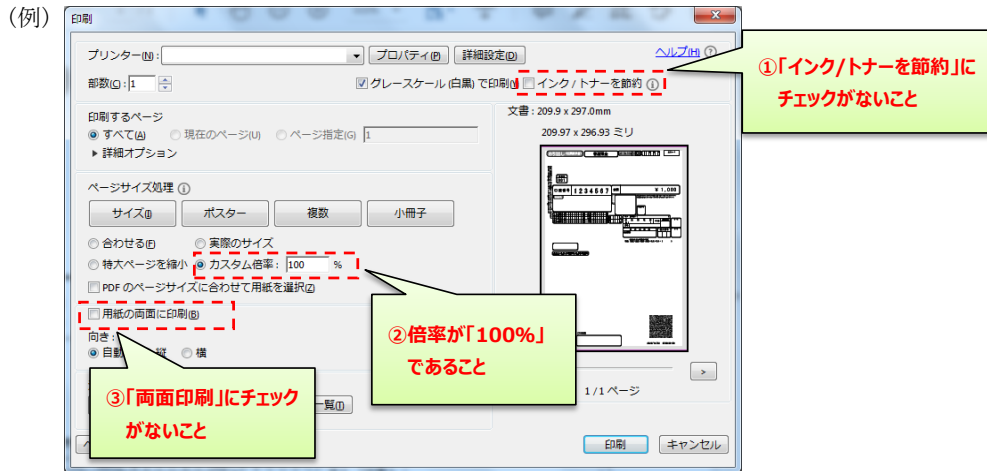 (例)
印刷
プリンター(N):
プロパティ(P)
詳細設定(D)
ヘルプ(H)
部数(C): 1
グレースケール (白黒) で印刷
インク / トナーを節約
①「インク/トナーを節約」に
チェックがないこと
印刷するページ
すべて(A)
現在のページ(U)
ページ指定(G)
1
詳細オプション
文書 : 209.9 x 297.0mm
209.97 x 296.93 ミリ
ページサイズ処理
サイズ(I)
ポスター
複数
小冊子
合わせる(F)
実際のサイズ
特大ページを縮小
カスタム倍率 : 100 %
PDF のページサイズに合わせて用紙を選択(Z)
用紙の両面に印刷(B)
1234567
¥ 1,000
②倍率が「100%」
であること
向き :
自動
縦
横
③「両面印刷」にチェック
がないこと
一覧(T)
>
1 / 1 ページ
印刷
キャンセル